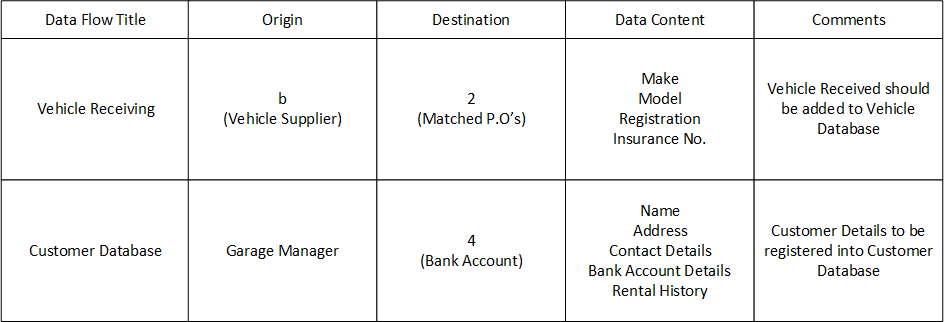 Data Flow Title
Origin
Destination
Data Content
Comments
Vehicle Receiving
b
(Vehicle Supplier)
2
(Matched P.O's)
Make
Model
Registration
Insurance No.
Vehicle Received should
be added to Vehicle
Database
Customer Database
Garage Manager
4
(Bank Account)
Name
Address
Contact Details
Bank Account Details
Rental History
Customer Details to be
registered into Customer
Database